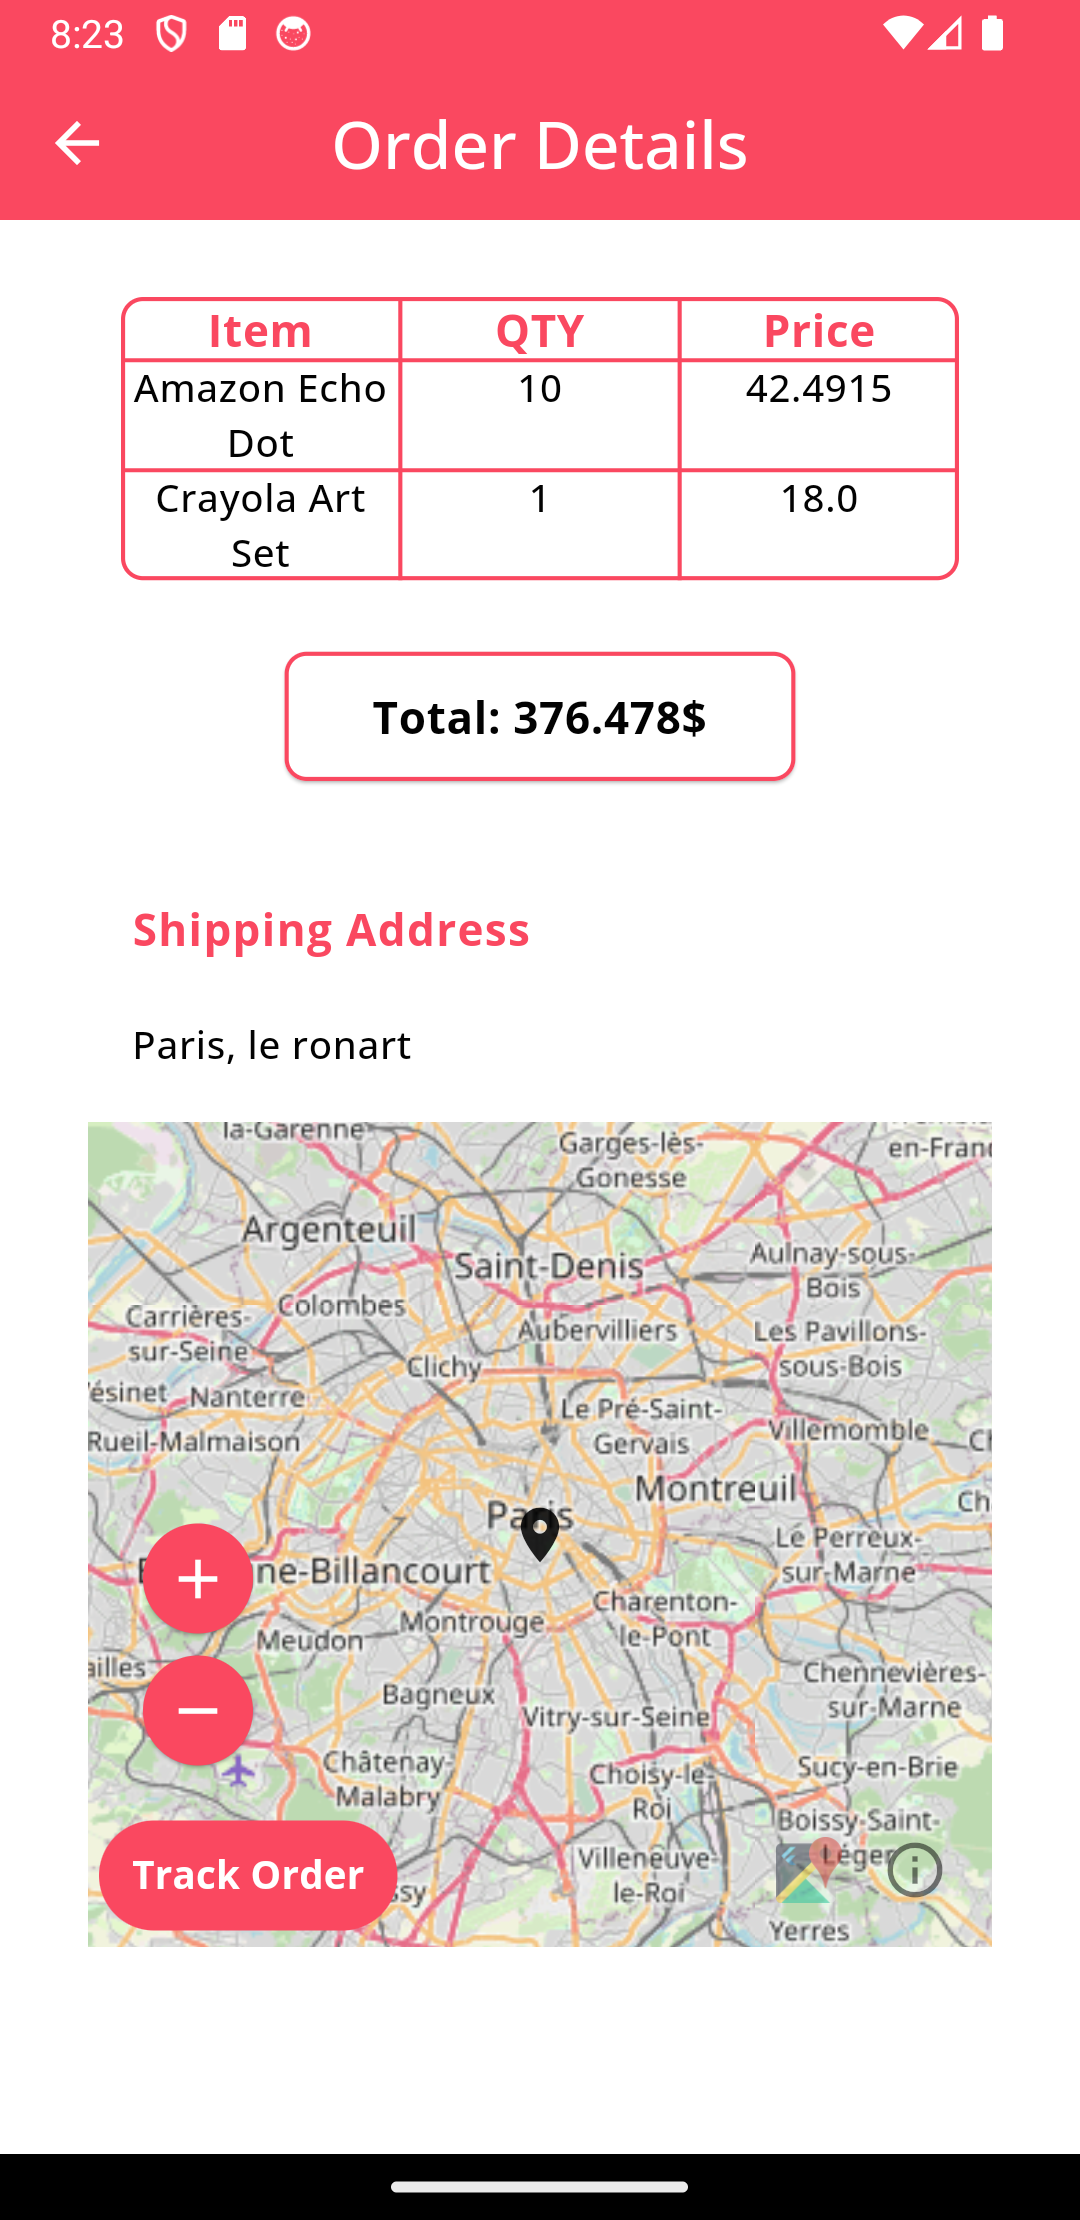 8:23
Order Details
Item QTY Price
Amazon Echo Dot 10 42.4915
Crayola Art Set 1 18.0
Total: 376.478$
Shipping Address
Paris, le ronart
la-Garenne-
Garges-lès-
Gonesse
en-Fran
Argenteuil
Saint-Denis
Aulnay-sous-
Bois
Carrières-
sur-Seine
Colombes
Aubervilliers
Les Pavillons-
sous-Bois
Clichy
ésinet
Nanterre
Le Pré-Saint-
Gervais
Villemomble
Rueil-Malmaison
Montreuil
Ch
Paris
Le Perreux-
sur-Marne
ne-Billancourt
Charenton-
le-Pont
Montrouge
Meudon
ailles
Chennevières-
sur-Marne
Bagneux
Vitry-sur-Seine
Châtenay-
Malabry
Choisy-le-
Roi
Sucy-en-Brie
Boissy-Saint-
Léger
Villeneuve-
le-Roi
ssy
Yerres
Track Order